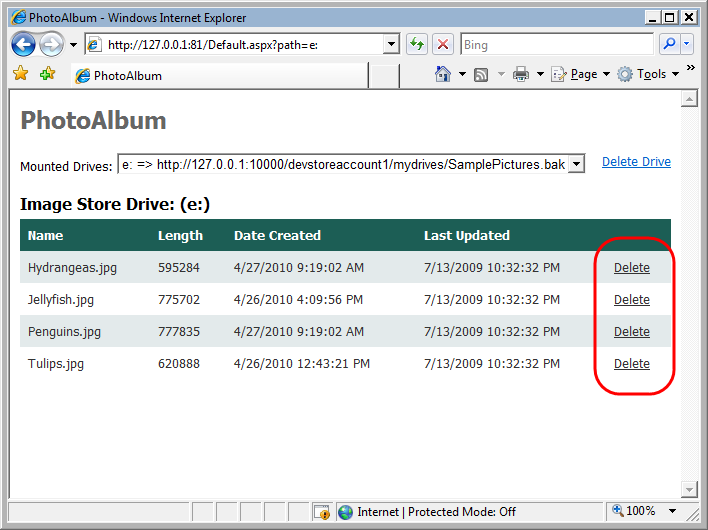 PhotoAlbum - Windows Internet Explorer
http://127.0.0.1:81/Default.aspx?path=e:
Bing
PhotoAlbum
Page
Tools
»
PhotoAlbum
Mounted Drives: e: => http://127.0.0.1:10000/devstoreaccount1/mydrives/SamplePictures.bak Delete Drive
Image Store Drive: (e:)
Name Length Date Created Last Updated
Hydrangeas.jpg 595284 4/27/2010 9:19:02 AM 7/13/2009 10:32:32 PM Delete
Jellyfish.jpg 775702 4/26/2010 4:09:56 PM 7/13/2009 10:32:32 PM Delete
Penguins.jpg 777835 4/27/2010 9:19:02 AM 7/13/2009 10:32:32 PM Delete
Tulips.jpg 620888 4/26/2010 12:43:21 PM 7/13/2009 10:32:32 PM Delete
Internet | Protected Mode: Off
100%